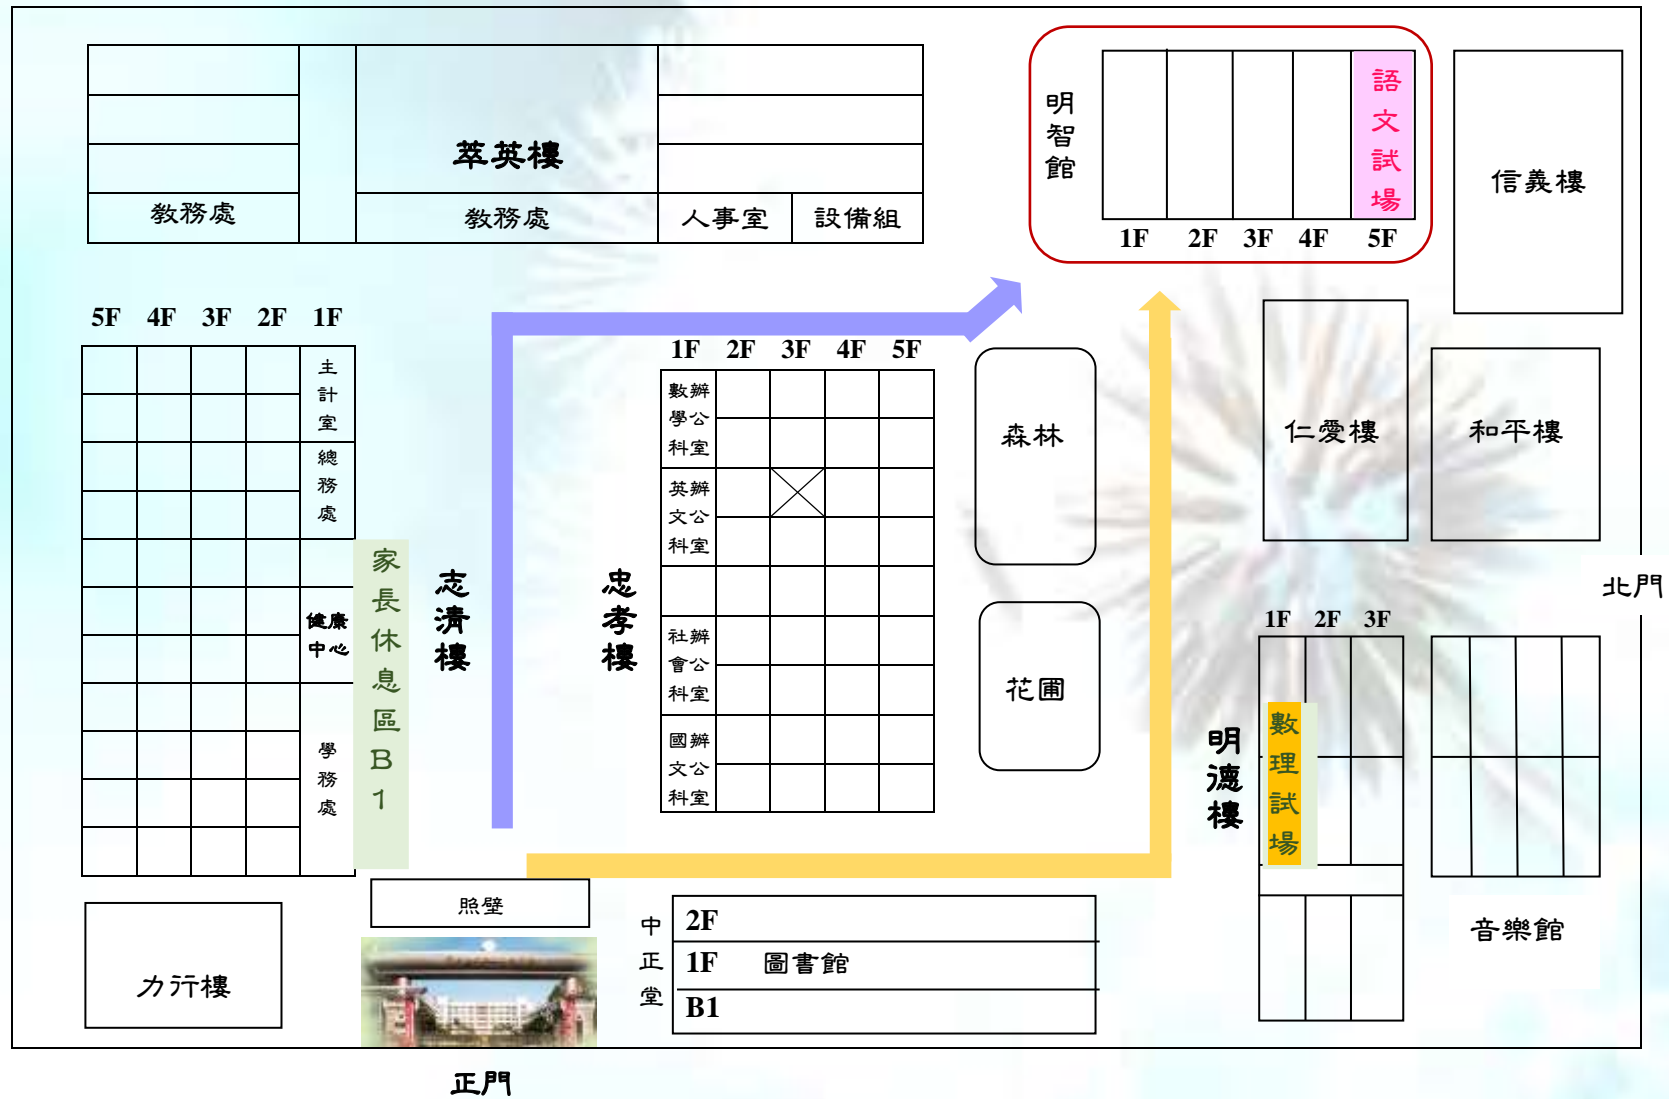 萃英樓
教務處
教務處
人事室
設備組
明智館
語文試場
1F 2F 3F 4F 5F
信義樓
5F 4F 3F 2F 1F
主計室
總務處
健康中心
學務處
家長休息區B1
志清樓
忠孝樓
1F 2F 3F 4F 5F
數學科辦公室
英文科辦公室
社會科辦公室
國文科辦公室
森林
花圃
仁愛樓
和平樓
北門
1F 2F 3F
明德樓
數理試場
音樂館
照壁
力行樓
中正堂
2F
1F 圖書館
B1
正門